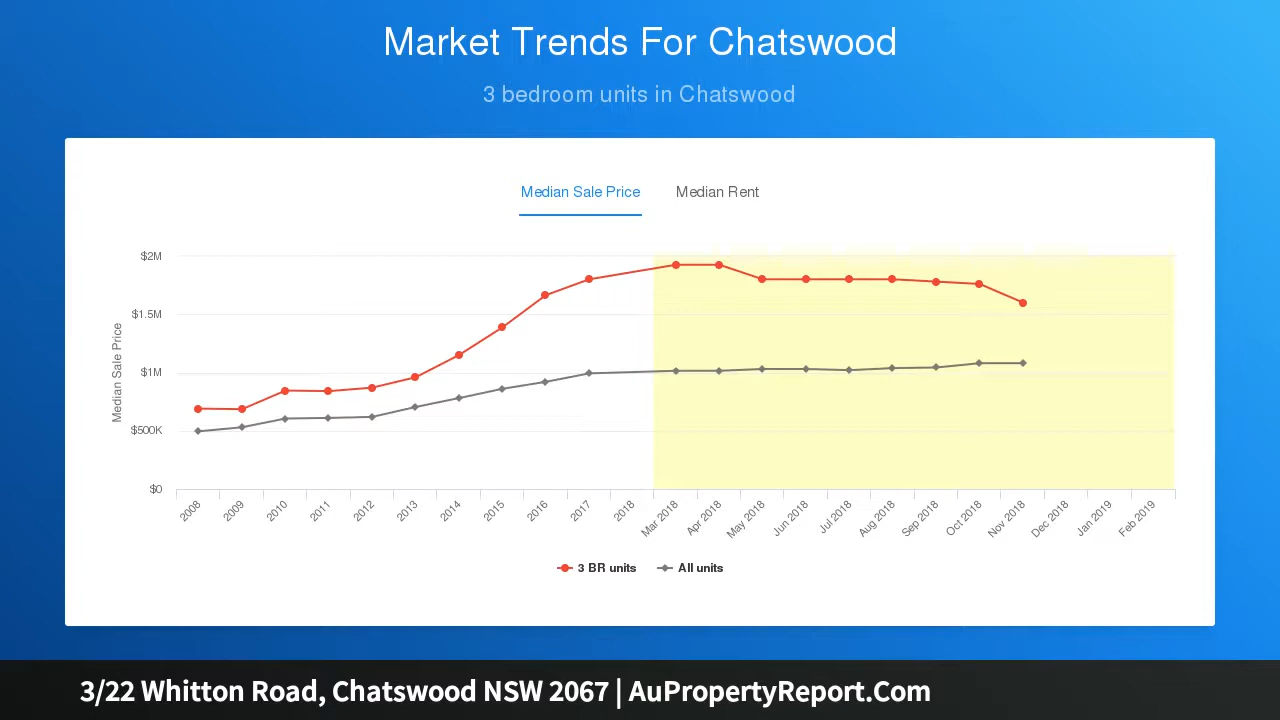 Market Trends For Chatswood
3 bedroom units in Chatswood
Median Sale Price Median Rent
Median Sale Price
$2M
$1.5M
$1M
$500K
$0
2008 2009 2010 2011 2012 2013 2014 2015 2016 2017 2018 Mar 2018 Apr 2018 May 2018 Jun 2018 Jul 2018 Aug 2018 Sep 2018 Oct 2018 Nov 2018 Dec 2018 Jan 2019 Feb 2019
3 BR units All units
3/22 Whitton Road, Chatswood NSW 2067 | AuPropertyReport.Com